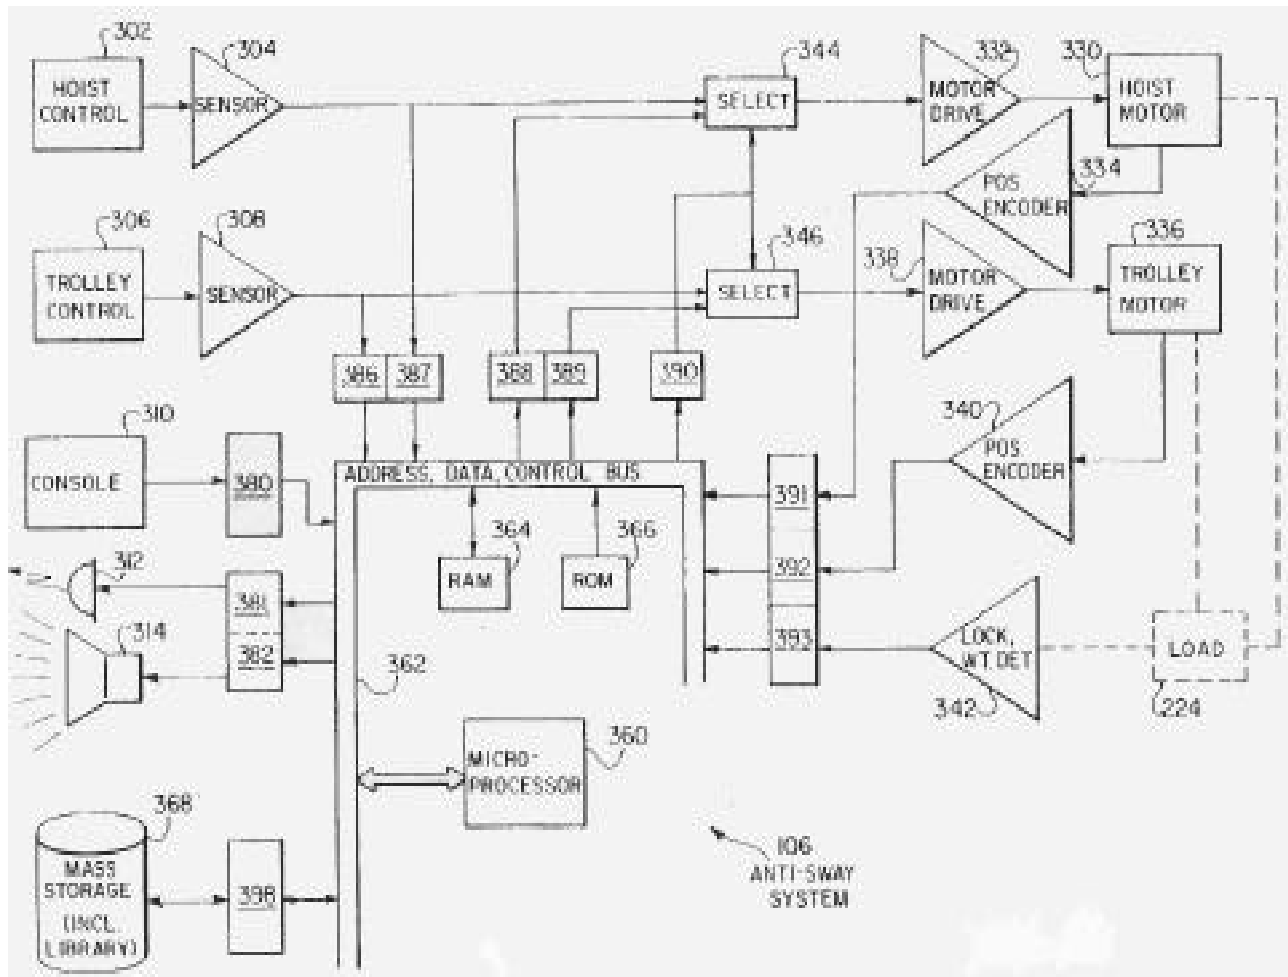 302
HOIST
CONTROL
304
SENSOR
344
SELECT
332
MOTOR
DRIVE
330
HOIST
MOTOR
334
POS.
ENCODER
306
TROLLEY
CONTROL
308
SENSOR
346
SELECT
338
MOTOR
DRIVE
336
TROLLEY
MOTOR
386
387
388
389
390
310
CONSOLE
380
ADDRESS, DATA, CONTROL BUS
340
POS.
ENCODER
391
392
393
364
RAM
366
ROM
312
381
382
314
362
LOCK,
WT. DET
342
LOAD
224
360
MICRO-
PROCESSOR
368
MASS
STORAGE
(INCL.
LIBRARY)
398
106
ANTI-SWAY
SYSTEM